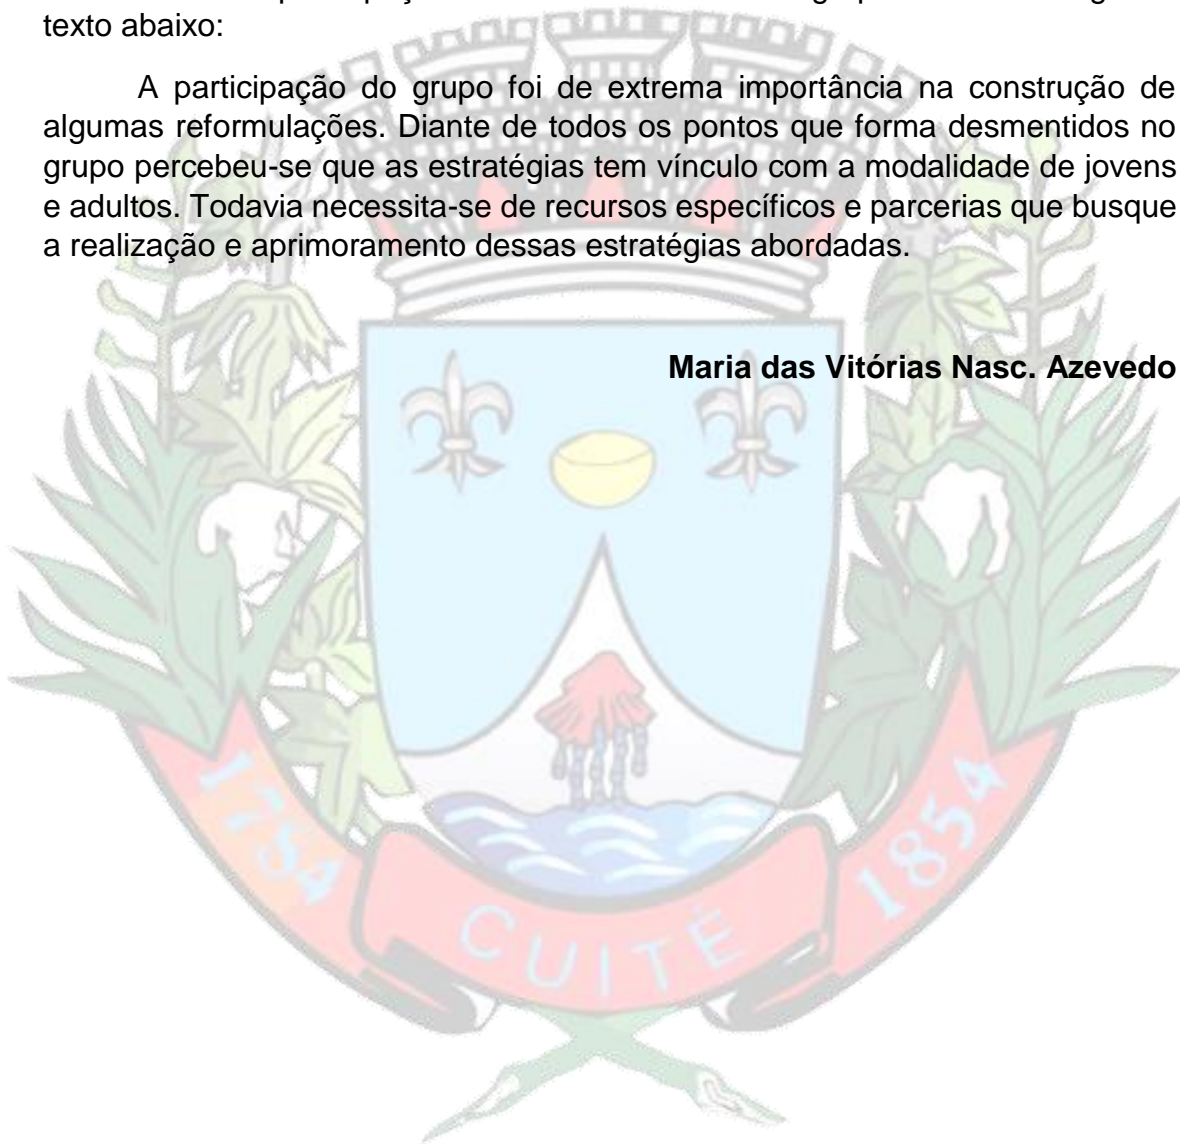 texto abaixo:
A participação do grupo foi de extrema importância na construção de
algumas reformulações. Diante de todos os pontos que forma desmentidos no
grupo percebeu-se que as estratégias tem vínculo com a modalidade de jovens
e adultos. Todavia necessita-se de recursos específicos e parcerias que busque
a realização e aprimoramento dessas estratégias abordadas.
Maria das Vitórias Nasc. Azevedo
1784
CUITÉ
1854